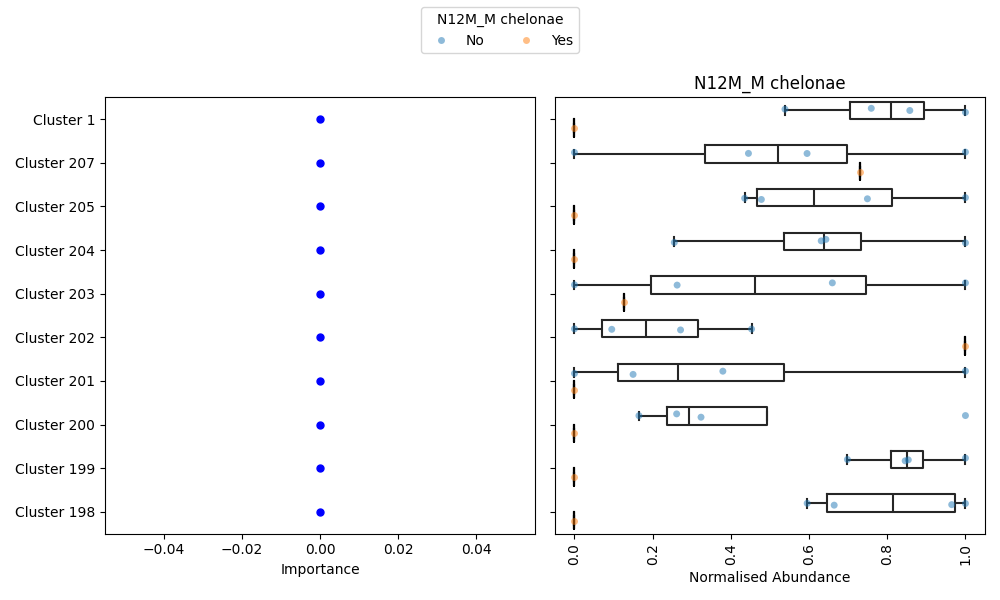 N12M_M chelonae
No Yes
N12M_M chelonae
Cluster 1
Cluster 207
Cluster 205
Cluster 204
Cluster 203
Cluster 202
Cluster 201
Cluster 200
Cluster 199
Cluster 198
−0.04 −0.02 0.00 0.02 0.04
Importance
0.0 0.2 0.4 0.6 0.8 1.0
Normalised Abundance